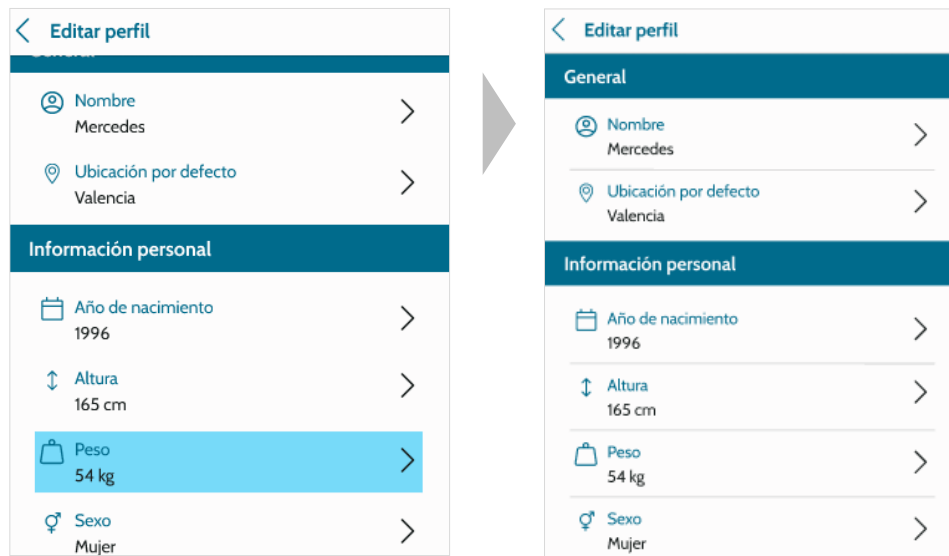 Editar perfil
General
Nombre
Mercedes
Ubicación por defecto
Valencia
Información personal
Año de nacimiento
1996
Altura
165 cm
Peso
54 kg
Sexo
Mujer
Editar perfil
General
Nombre
Mercedes
Ubicación por defecto
Valencia
Información personal
Año de nacimiento
1996
Altura
165 cm
Peso
54 kg
Sexo
Mujer